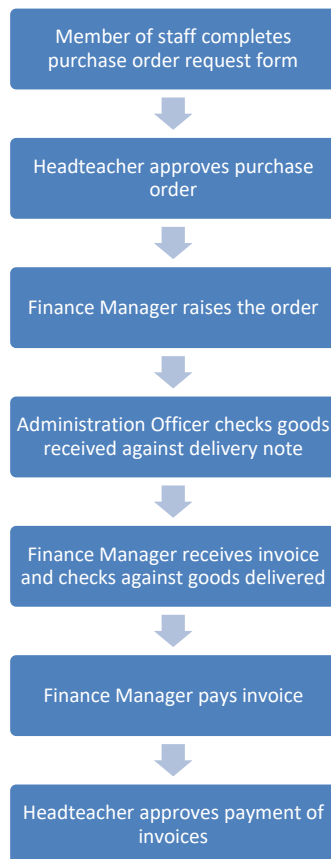 Member of staff completes
purchase order request form
Headteacher approves purchase
order
Finance Manager raises the order
Administration Officer checks goods
received against delivery note
Finance Manager receives invoice
and checks against goods delivered
Finance Manager pays invoice
Headteacher approves payment of
invoices